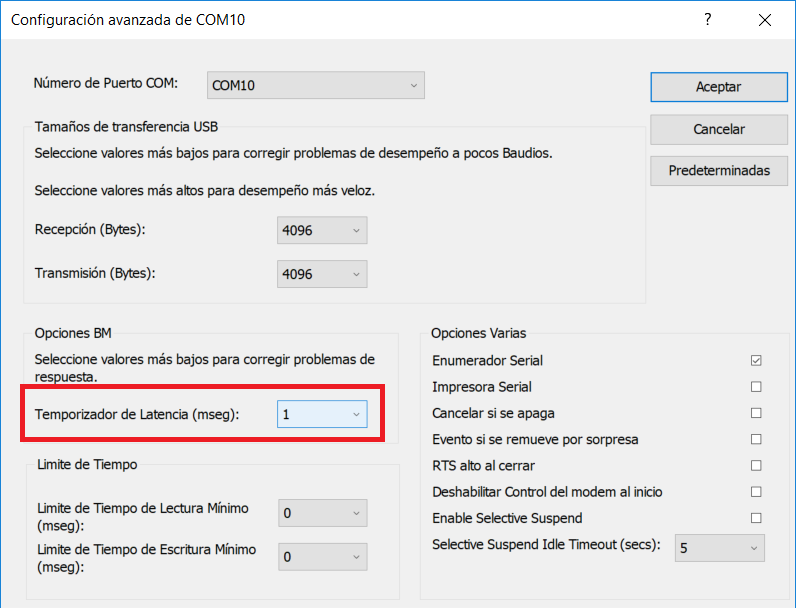 Configuración avanzada de COM10
?
Número de Puerto COM:
COM10
Aceptar
Cancelar
Predeterminadas
Tamaños de transferencia USB
Seleccione valores más bajos para corregir problemas de desempeño a pocos Baudios.
Seleccione valores más altos para desempeño más veloz.
Recepción (Bytes):
4096
Transmisión (Bytes):
4096
Opciones BM
Seleccione valores más bajos para corregir problemas de
respuesta.
Temporizador de Latencia (mseg):
1
Limite de Tiempo
Limite de Tiempo de Lectura Mínimo
(mseg):
0
Limite de Tiempo de Escritura Mínimo
(mseg):
0
Opciones Varias
Enumerador Serial
Impresora Serial
Cancelar si se apaga
Evento si se remueve por sorpresa
RTS alto al cerrar
Deshabilitar Control del modem al inicio
Enable Selective Suspend
Selective Suspend Idle Timeout (secs):
5